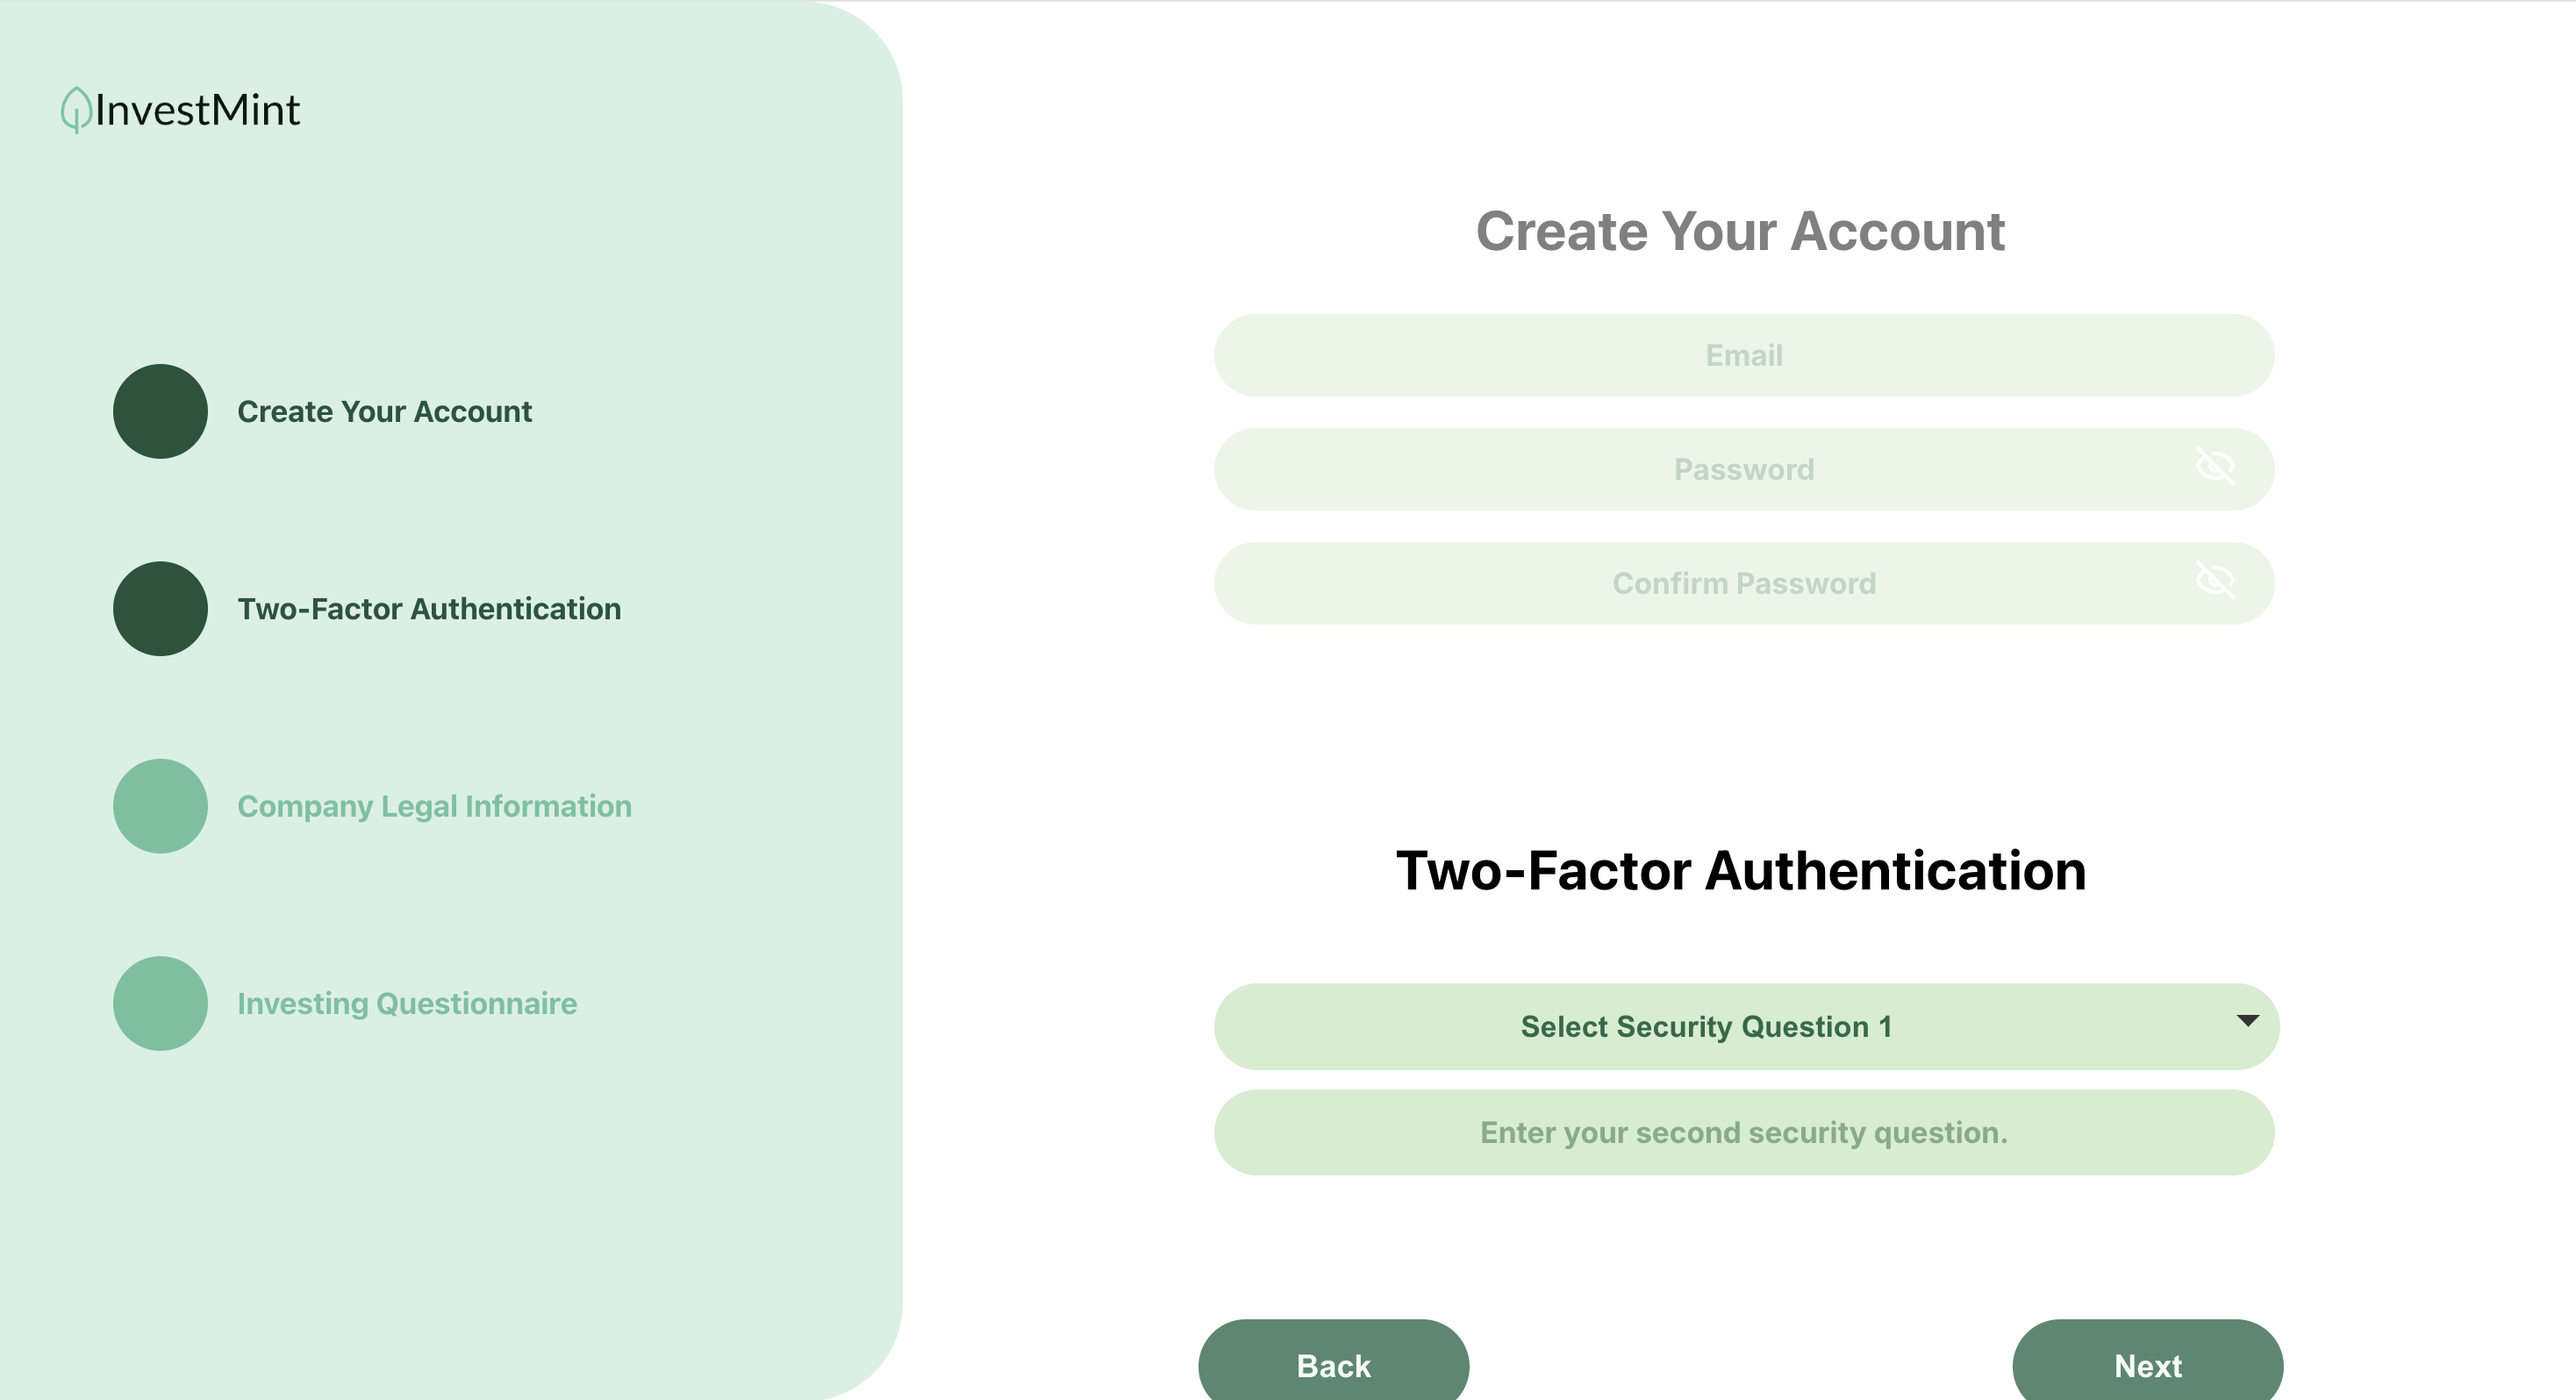 InvestMint
Create Your Account
Two-Factor Authentication
Company Legal Information
Investing Questionnaire
Create Your Account
Email
Password
Confirm Password
Two-Factor Authentication
Select Security Question 1
Enter your second security question.
Back
Next